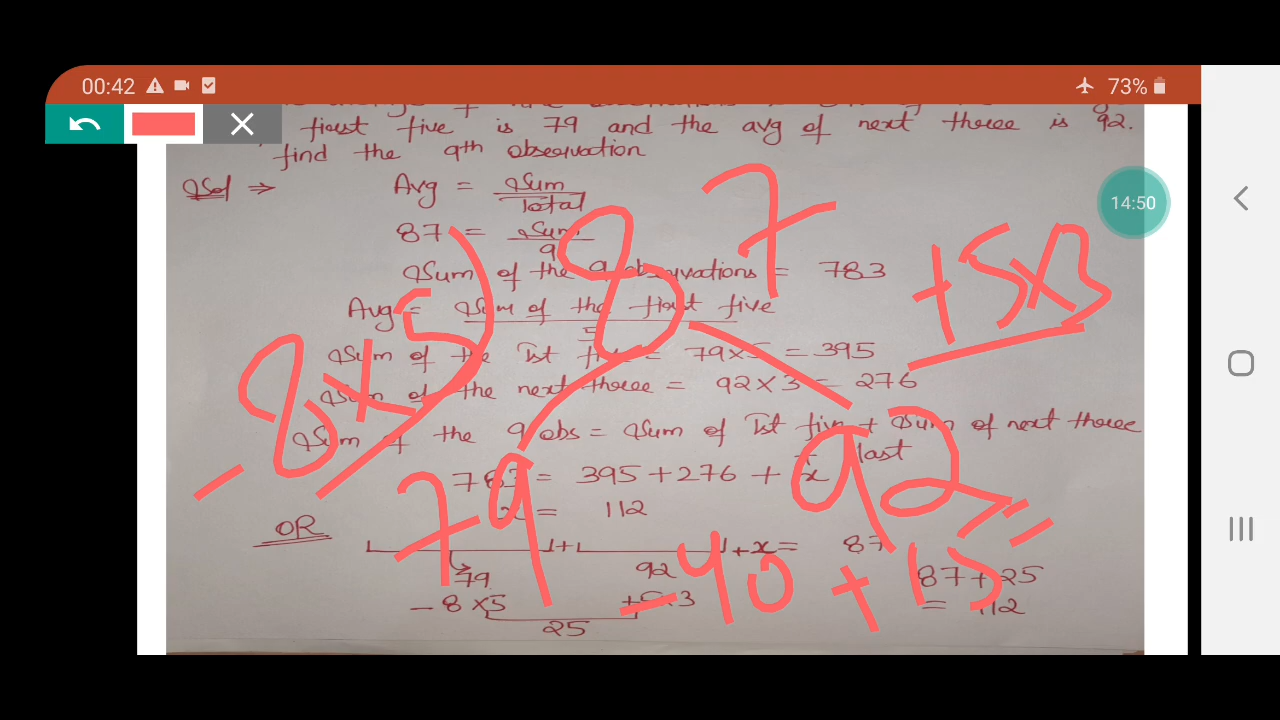 00:42 73%
first five is 79 and the avg of next three is 92.
find the 9th observation
Sol ⇒ Avg = Sum / Total
87 = Sum / 9
Sum of the 9 observations = 783
Avg = Sum of the first five / 5
Sum of the Ist five = 79×5 = 395
Sum of the next three = 92×3 = 276
Sum of the 9 obs = Sum of Ist five + Sum of next three
+ last
783 = 395+276 + x
x = 112
OR
+ +x = 87
79 92 87+25
-8×5 +5×3 = 112
25
14:50
87
-8×5) +5×3
79 92 =
-40 + 15